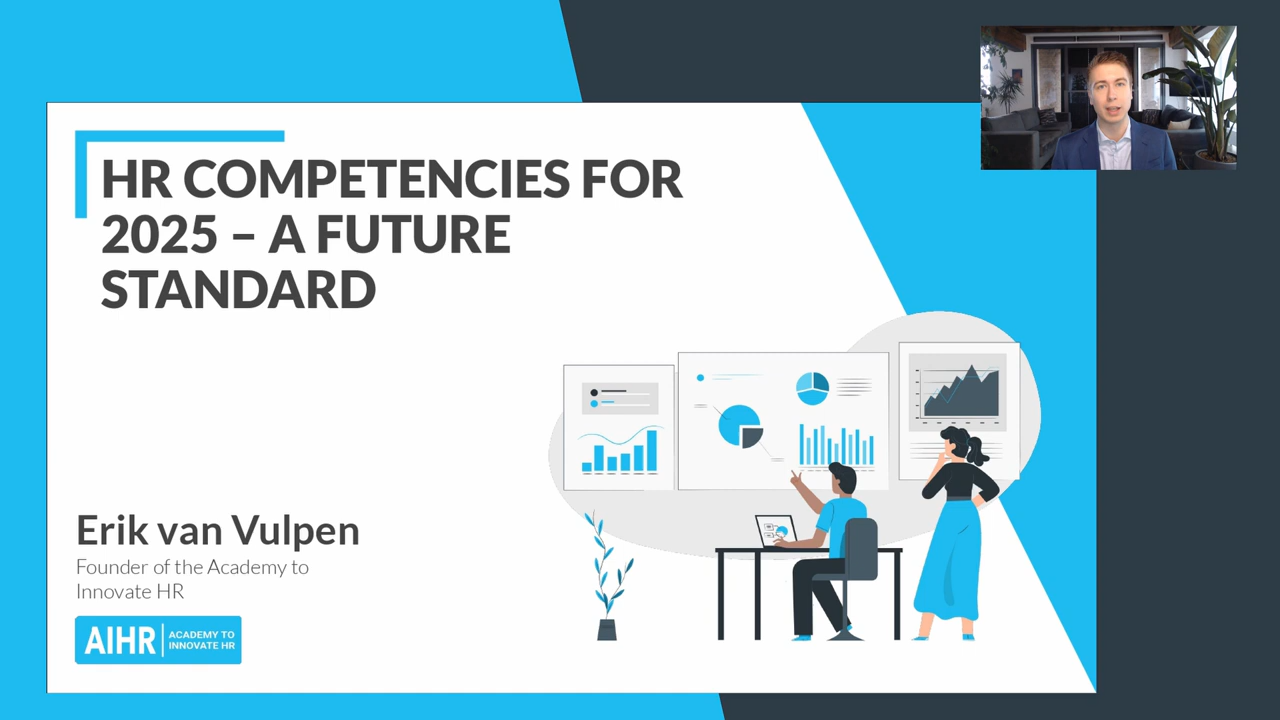 HR COMPETENCIES FOR
2025 – A FUTURE
STANDARD
Erik van Vulpen
Founder of the Academy to
Innovate HR
AIHR
ACADEMY TO
INNOVATE HR